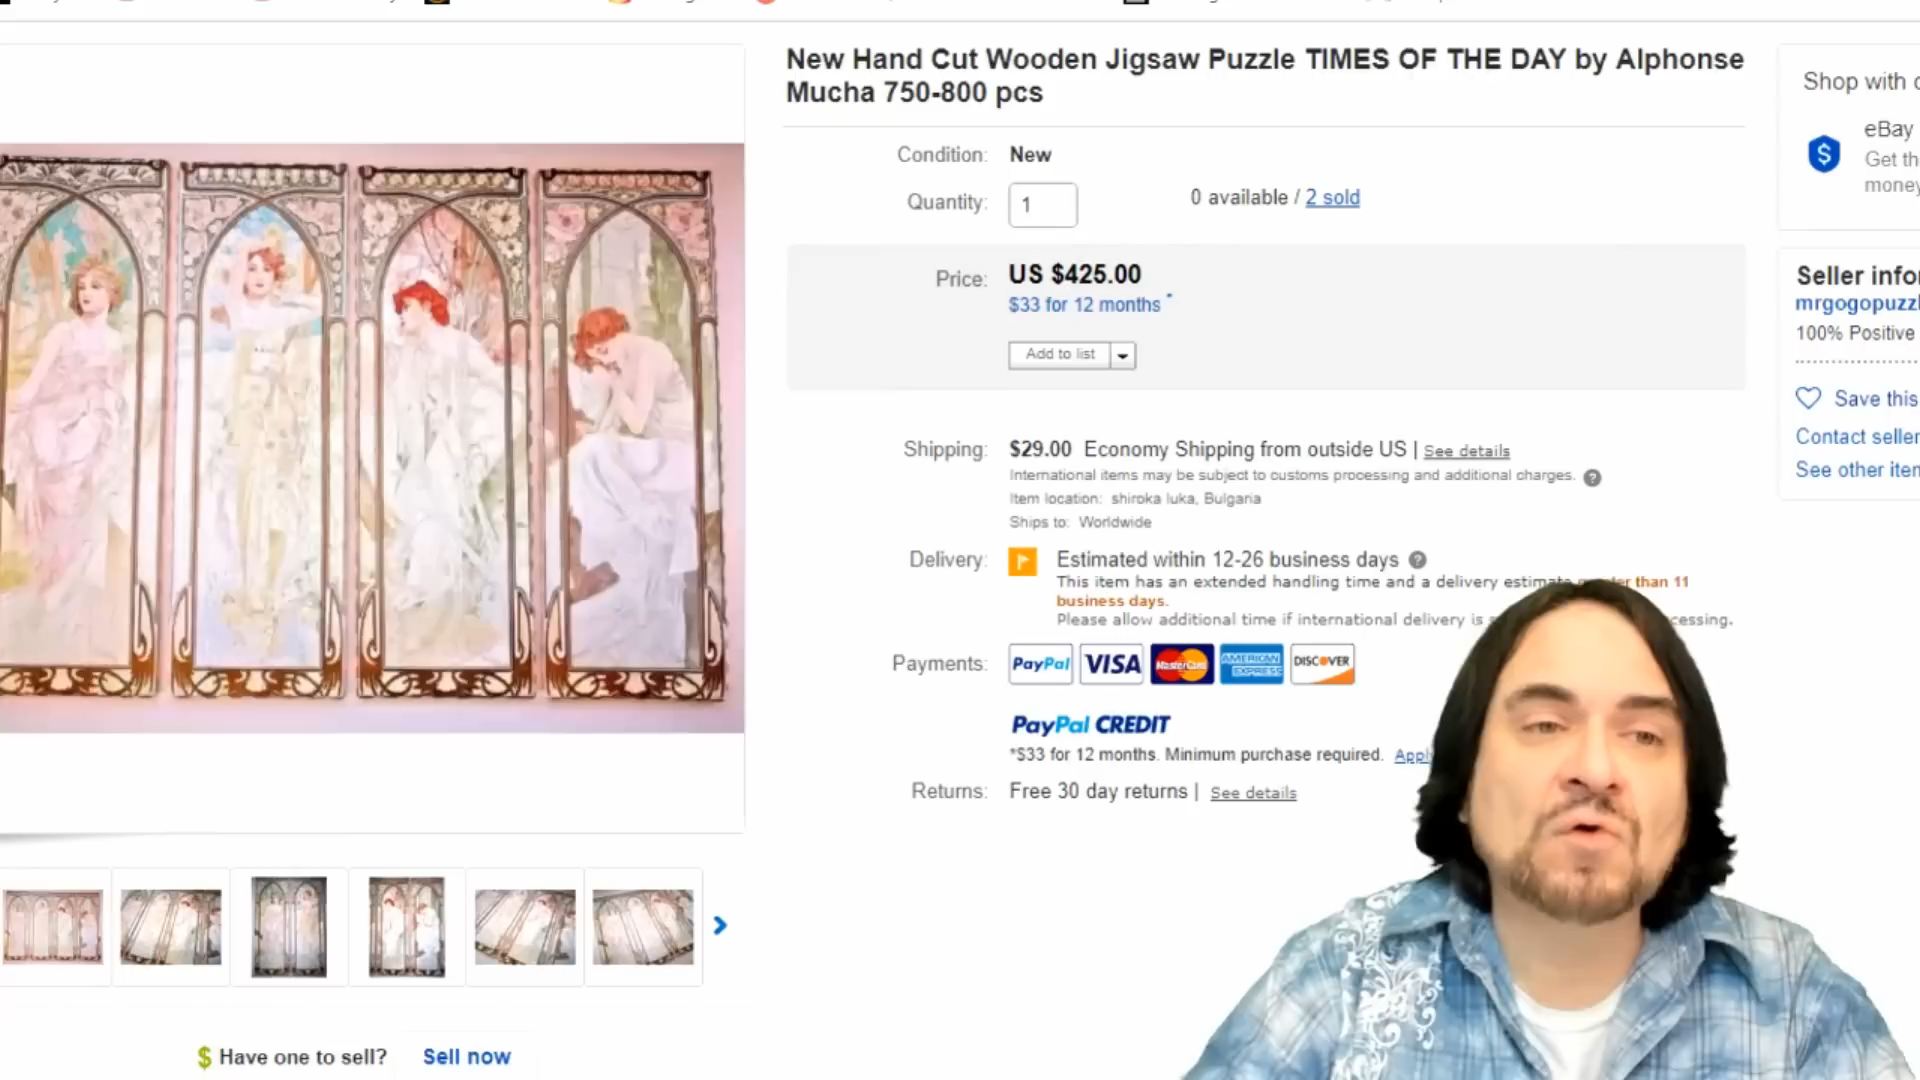 New Hand Cut Wooden Jigsaw Puzzle TIMES OF THE DAY by Alphonse
Mucha 750-800 pcs
Condition: New
Quantity: 1
0 available / 2 sold
Price: US $425.00
$33 for 12 months *
Add to list
Shipping: $29.00 Economy Shipping from outside US | See details
International items may be subject to customs processing and additional charges.
Item location: shiroka luka, Bulgaria
Ships to: Worldwide
Delivery: Estimated within 12-26 business days
This item has an extended handling time and a delivery estimate than 11
business days.
Please allow additional time if international delivery is
Payments: PayPal VISA MasterCard AMERICAN EXPRESS DISCOVER
PayPal CREDIT
*$33 for 12 months. Minimum purchase required.
Returns: Free 30 day returns | See details
Shop with
eBay
Get
money
Seller
100% Positive
Save this
Contact seller
See other
$ Have one to sell? Sell now